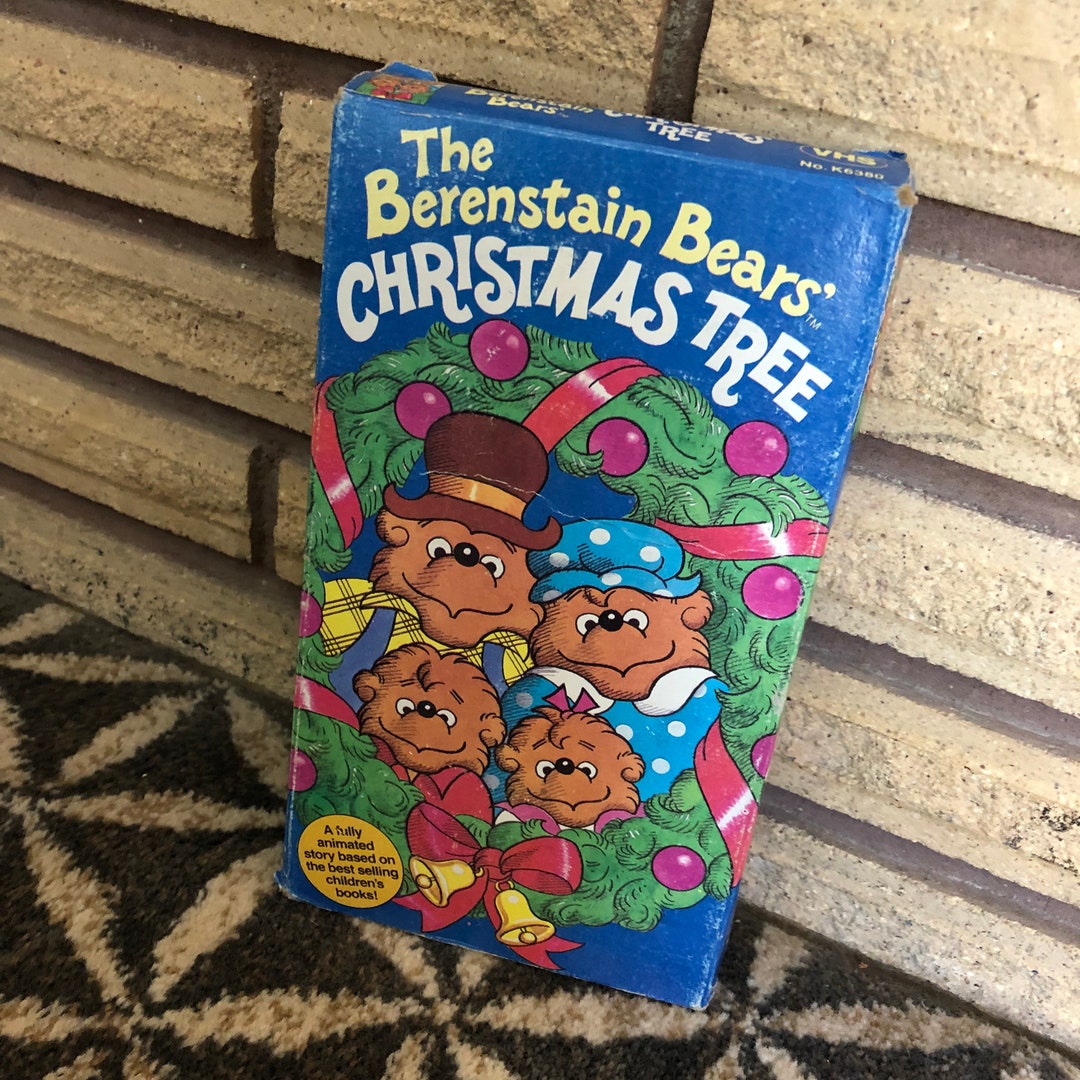 Berenstain Christmas
Bears™ TREE
VHS
No. K6380
The
Berenstain Bears'™
CHRISTMAS TREE
A fully
animated
story based on
the best selling
children's
books!